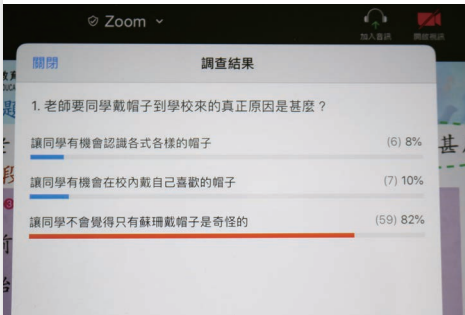 Zoom
加入音訊
開啟視訊
關閉
調查結果
1. 老師要同學戴帽子到學校來的真正原因是甚麼？
讓同學有機會認識各式各樣的帽子
(6) 8%
讓同學有機會在校內戴自己喜歡的帽子
(7) 10%
讓同學不會覺得只有蘇珊戴帽子是奇怪的
(59) 82%
甚